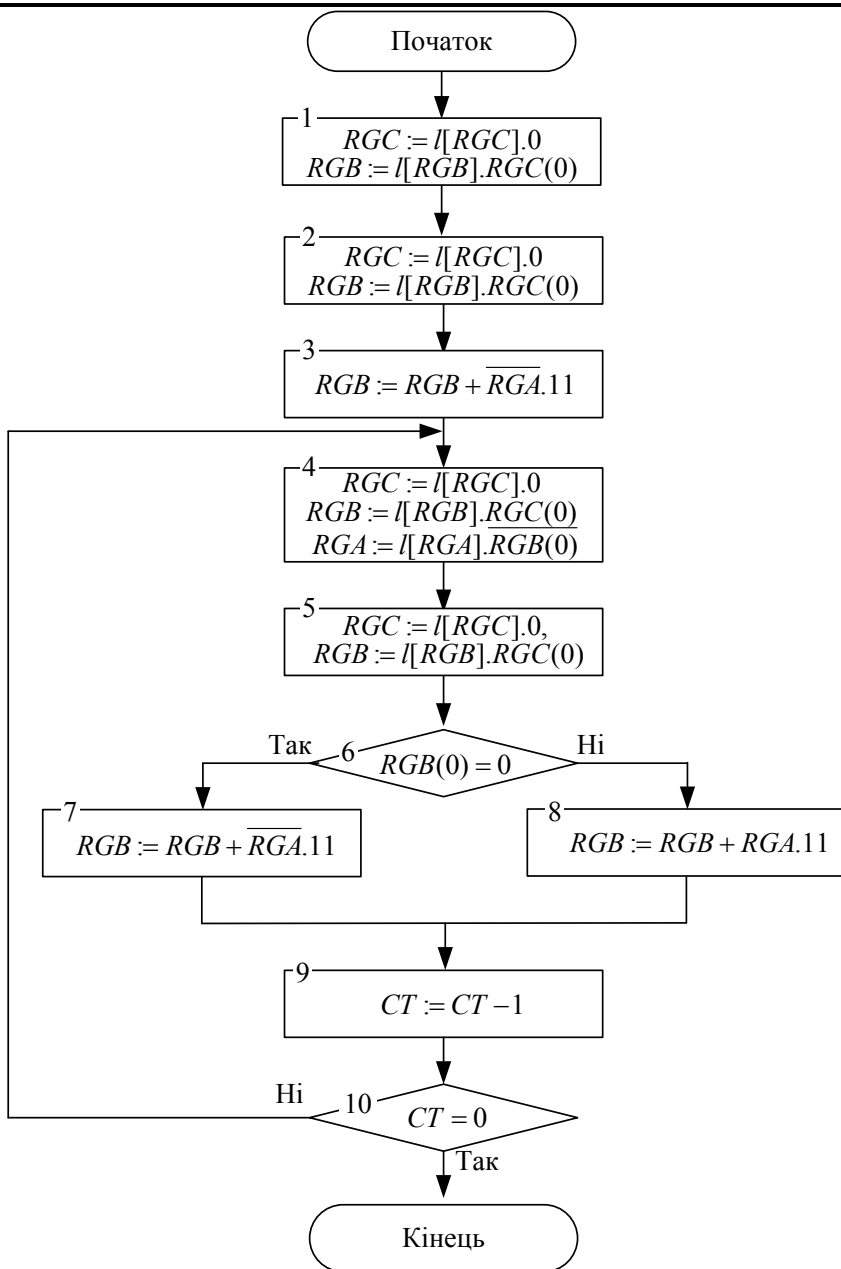 Початок
1
RGC := l[RGC].0
RGB := l[RGB].RGC(0)
2
RGC := l[RGC].0
RGB := l[RGB].RGC(0)
3
RGB := RGB + \overline{RGA}.11
4
RGC := l[RGC].0
RGB := l[RGB].RGC(0)
RGA := l[RGA].\overline{RGB(0)}
5
RGC := l[RGC].0,
RGB := l[RGB].RGC(0)
Так 6 Ні
RGB(0) = 0
7
RGB := RGB + \overline{RGA}.11
8
RGB := RGB + RGA.11
9
CT := CT − 1
Ні 10
CT = 0
Так
Кінець